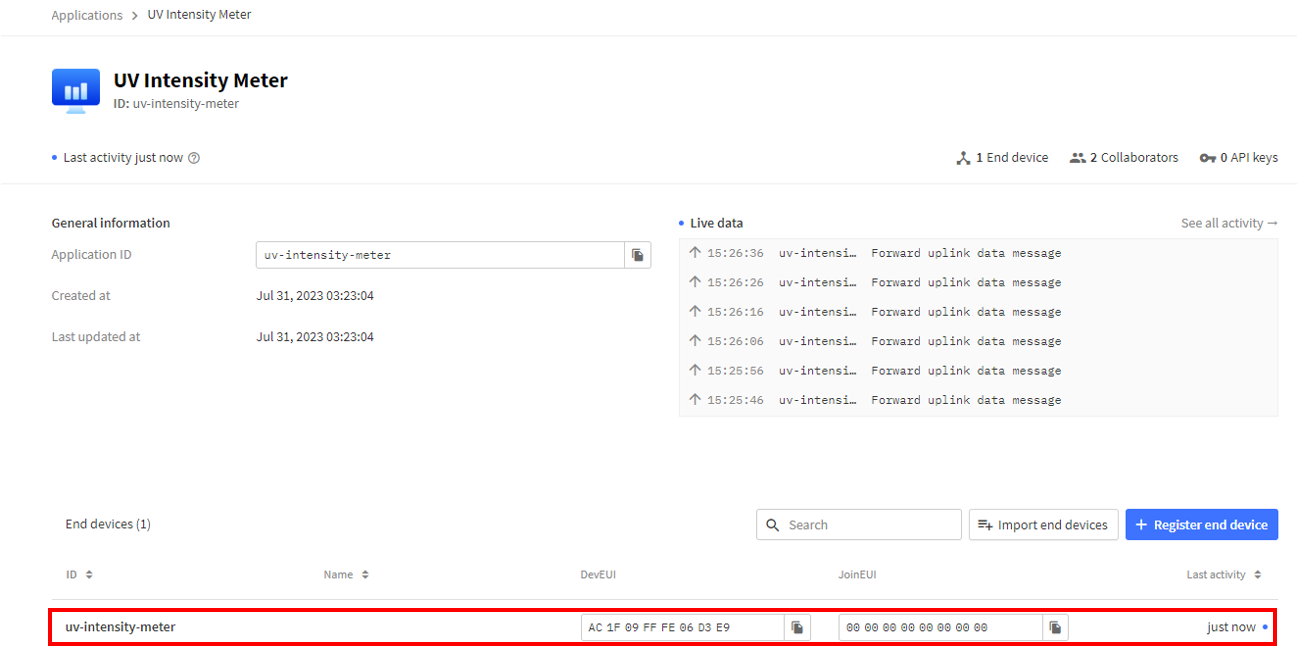 Applications > UV Intensity Meter
UV Intensity Meter
ID: uv-intensity-meter
Last activity just now
1 End device 2 Collaborators 0 API keys
General information
Application ID uv-intensity-meter
Created at Jul 31, 2023 03:23:04
Last updated at Jul 31, 2023 03:23:04
Live data See all activity →
↑ 15:26:36 uv-intensi… Forward uplink data message
↑ 15:26:26 uv-intensi… Forward uplink data message
↑ 15:26:16 uv-intensi… Forward uplink data message
↑ 15:26:06 uv-intensi… Forward uplink data message
↑ 15:25:56 uv-intensi… Forward uplink data message
↑ 15:25:46 uv-intensi… Forward uplink data message
End devices (1) Search Import end devices + Register end device
ID Name DevEUI JoinEUI Last activity
uv-intensity-meter AC 1F 09 FF FE 06 D3 E9 00 00 00 00 00 00 00 00 just now